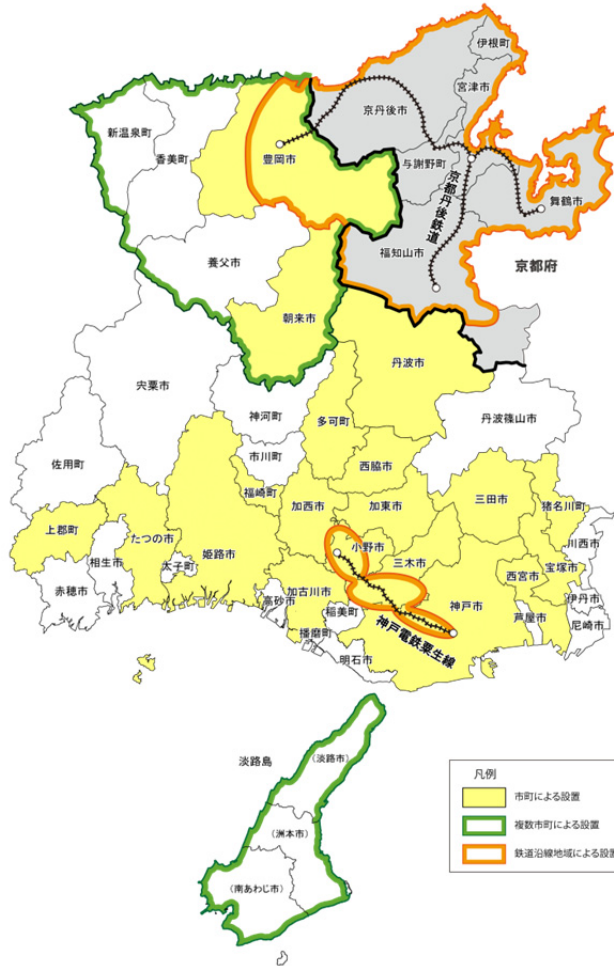 伊根町
宮津市
京丹後市
新温泉町
香美町
豊岡市
与謝野町
京都丹後鉄道
舞鶴市
福知山市
京都府
養父市
朝来市
丹波市
宍粟市
神河町
多可町
丹波篠山市
市川町
佐用町
西脇市
福崎町
加西市
加東市
三田市
猪名川町
上郡町
たつの市
姫路市
小野市
川西市
相生市
太子町
三木市
西宮市
宝塚市
赤穂市
加古川市
高砂市
稲美町
神戸市
伊丹市
芦屋市
尼崎市
播磨町
神戸電鉄粟生線
明石市
淡路島
(淡路市)
(洲本市)
(南あわじ市)
凡例
市町による設置
複数市町による設置
鉄道沿線地域による設置